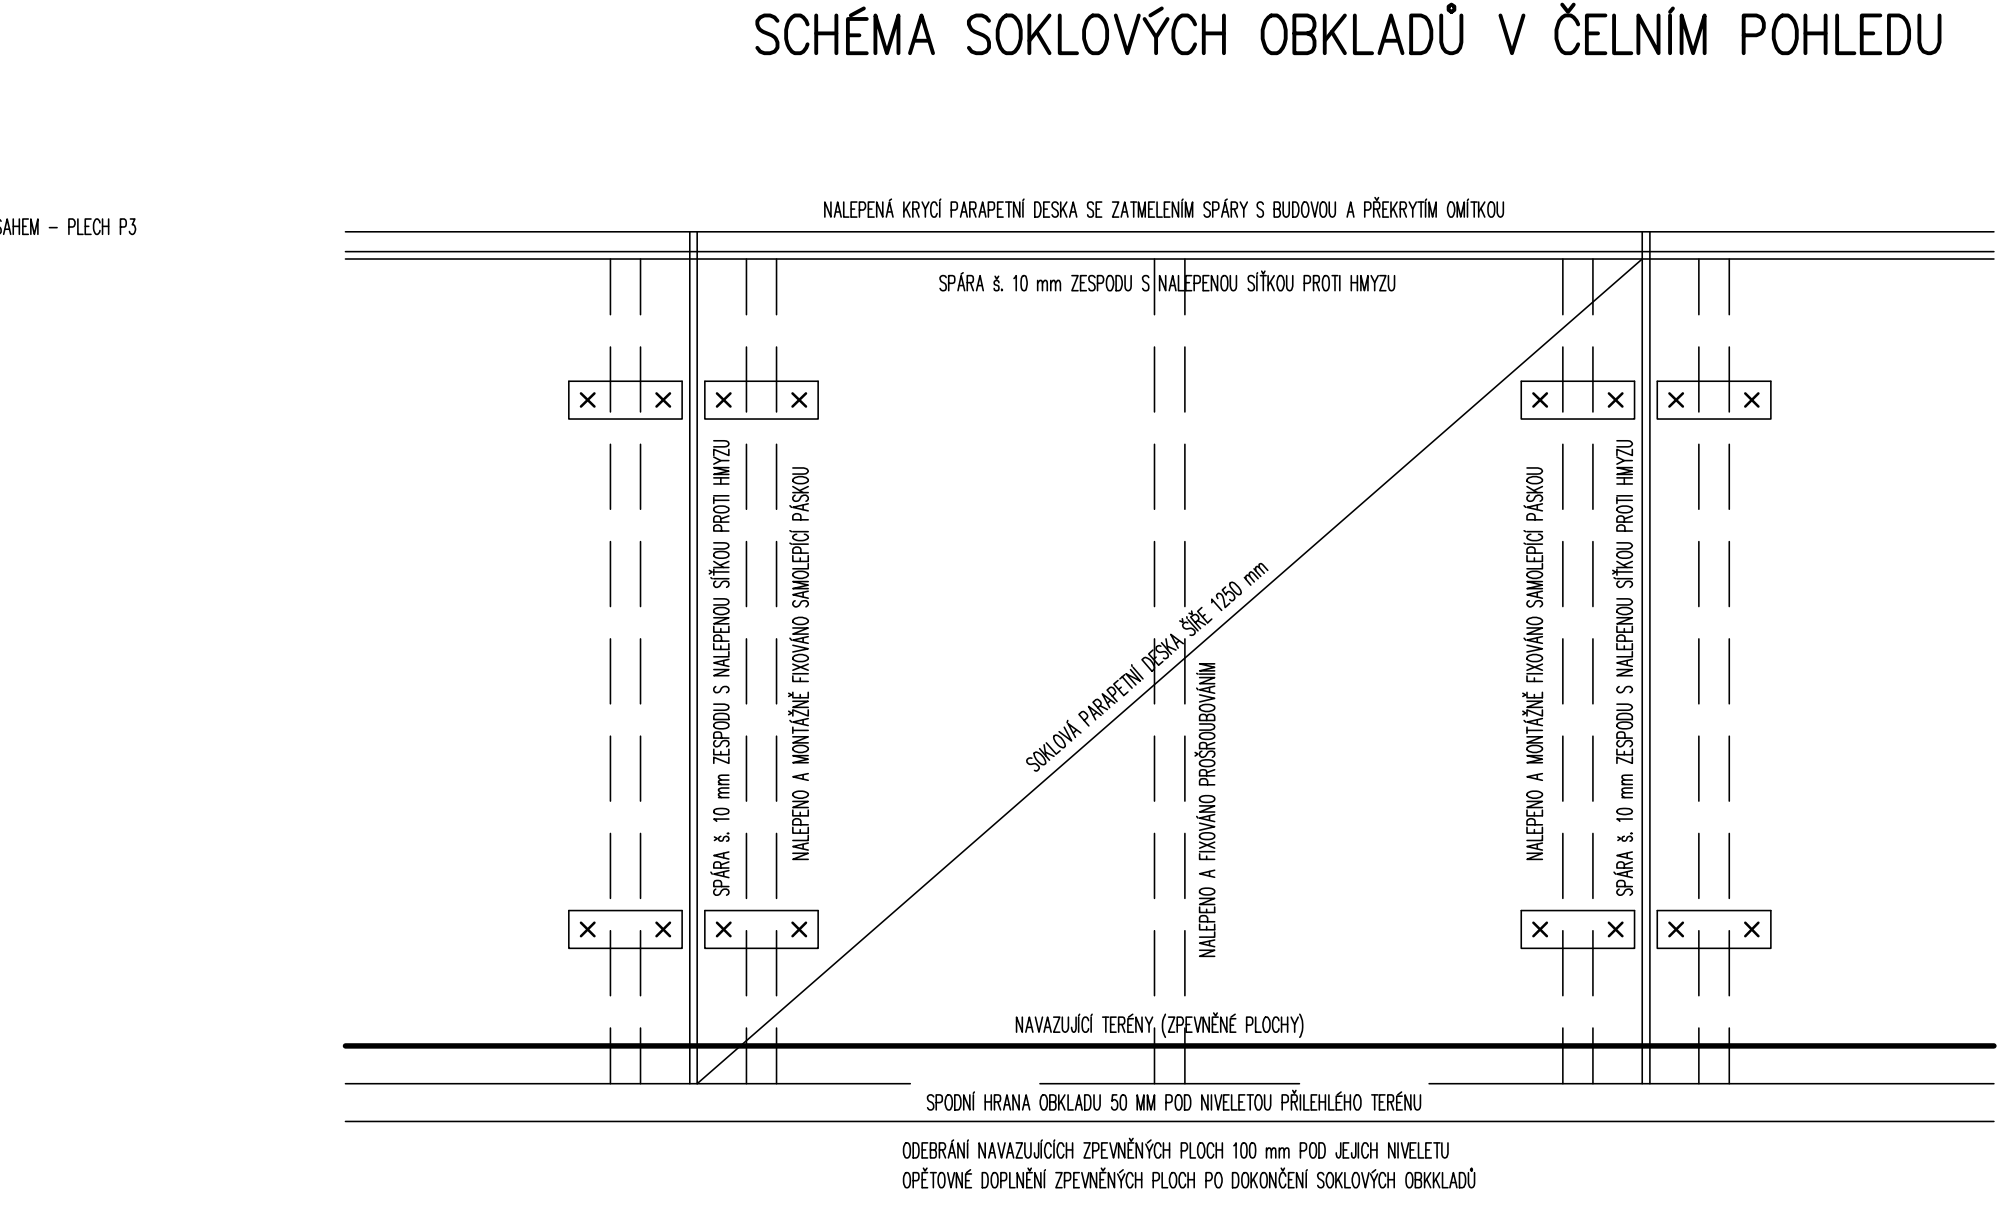 SCHÉMA SOKLOVÝCH OBKLADŮ V ČELNÍM POHLEDU
NALEPENÁ KRYCÍ PARAPETNÍ DESKA SE ZATMELENÍM SPÁRY S BUDOVOU A PŘEKRYTÍM OMÍTKOU
SAHEM – PLECH P3
SPÁRA š. 10 mm ZESPODU S NALEPENOU SÍŤKOU PROTI HMYZU
SPÁRA š. 10 mm ZESPODU S NALEPENOU SÍŤKOU PROTI HMYZU
NALEPENO A MONTÁŽNĚ FIXOVÁNO SAMOLEPÍCÍ PÁSKOU
SOKLOVÁ PARAPETNÍ DESKA ŠÍŘE 1250 mm
NALEPENO A FIXOVÁNO PROŠROUBOVÁNÍM
NALEPENO A MONTÁŽNĚ FIXOVÁNO SAMOLEPÍCÍ PÁSKOU
SPÁRA š. 10 mm ZESPODU S NALEPENOU SÍŤKOU PROTI HMYZU
NAVAZUJÍCÍ TERÉNY (ZPEVNĚNÉ PLOCHY)
SPODNÍ HRANA OBKLADU 50 MM POD NIVELETOU PŘILEHLÉHO TERÉNU
ODEBRÁNÍ NAVAZUJÍCÍCH ZPEVNĚNÝCH PLOCH 100 mm POD JEJICH NIVELETU
OPĚTOVNÉ DOPLNĚNÍ ZPEVNĚNÝCH PLOCH PO DOKONČENÍ SOKLOVÝCH OBKKLADŮ